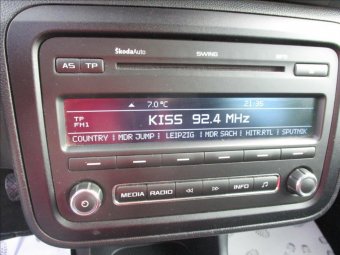 ŠkodaAuto SWING MP3
AS TP
▲ 7.0 °C 21:35
TP
FM1
KISS 92.4 MHz
COUNTRY | MDR JUMP | LEIPZIG | MDR SACH | HITR.RTL | SPUTNIK
MEDIA RADIO INFO